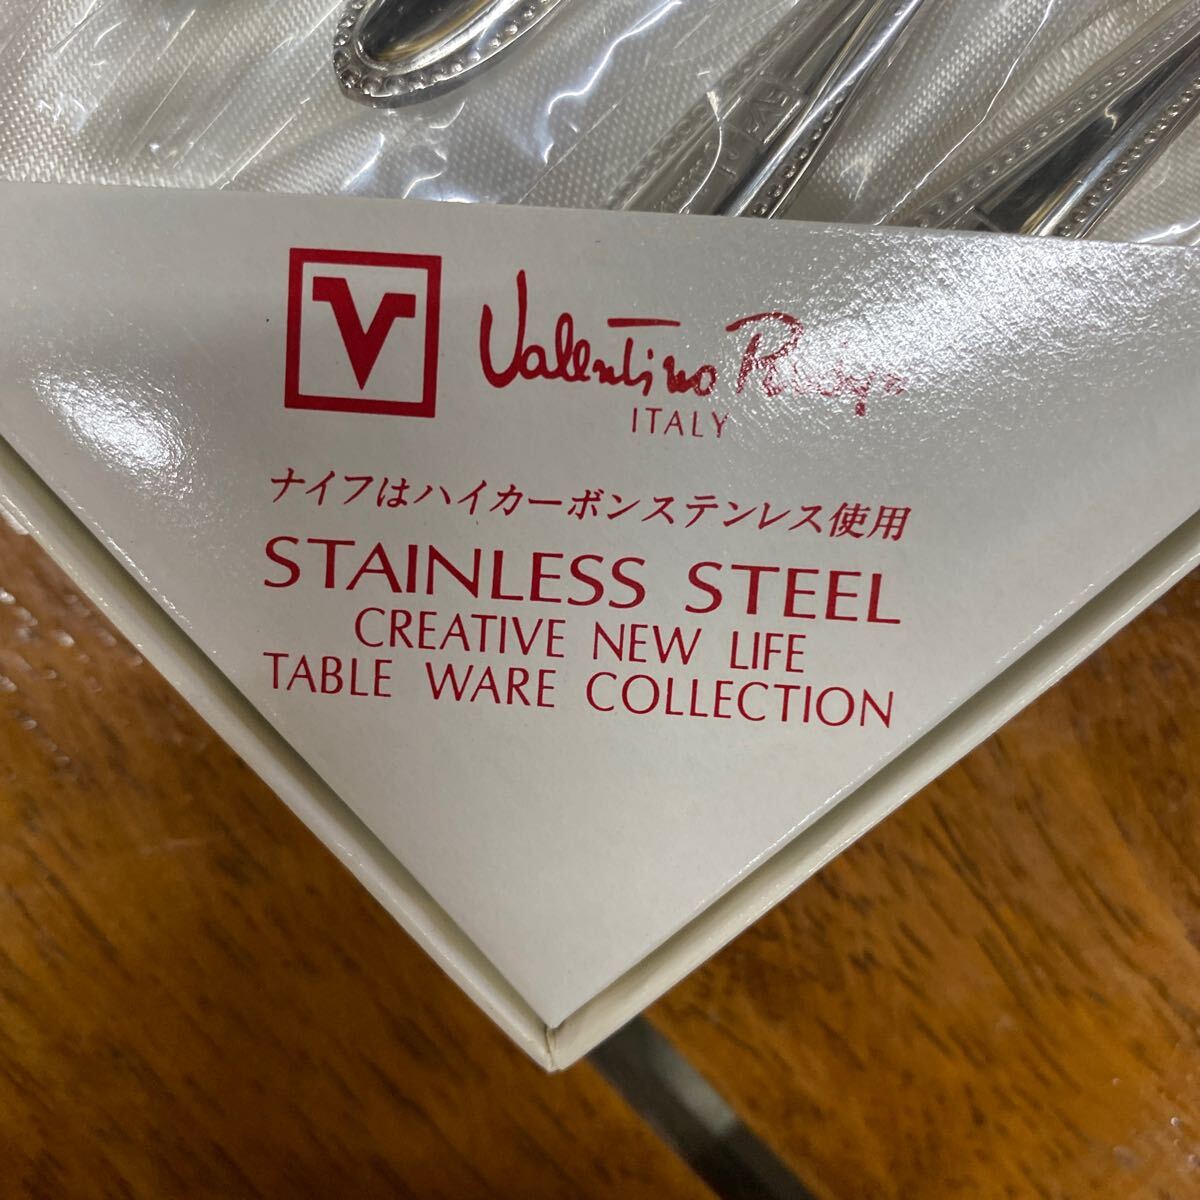 V
Valentino
ITALY
ナイフはハイカーボンステンレス使用
STAINLESS STEEL
CREATIVE NEW LIFE
TABLE WARE COLLECTION